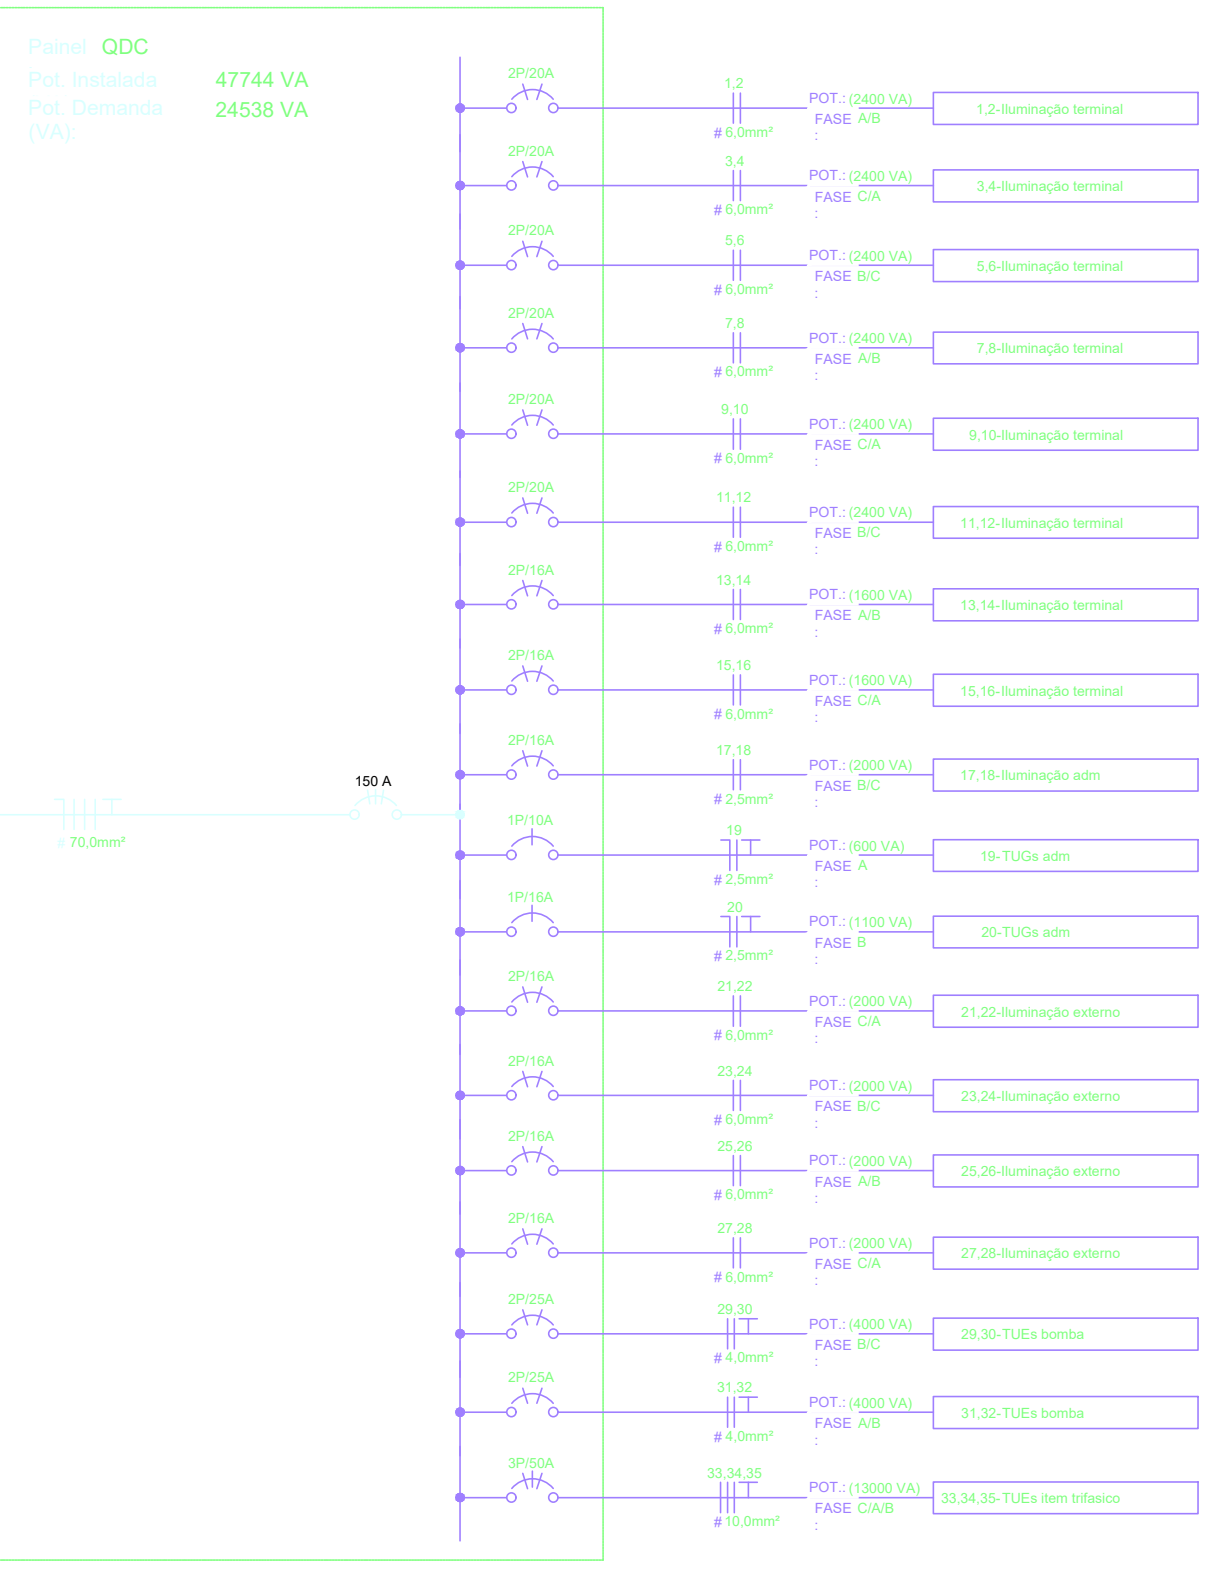 Painel QDC
Pot. Instalada 47744 VA
Pot. Demanda 24538 VA
(VA):
2P/20A
1,2
POT.: (2400 VA)
FASE A/B
:
# 6,0mm²
1,2-Iluminação terminal
2P/20A
3,4
POT.: (2400 VA)
FASE C/A
:
# 6,0mm²
3,4-Iluminação terminal
2P/20A
5,6
POT.: (2400 VA)
FASE B/C
:
# 6,0mm²
5,6-Iluminação terminal
2P/20A
7,8
POT.: (2400 VA)
FASE A/B
:
# 6,0mm²
7,8-Iluminação terminal
2P/20A
9,10
POT.: (2400 VA)
FASE C/A
:
# 6,0mm²
9,10-Iluminação terminal
2P/20A
11,12
POT.: (2400 VA)
FASE B/C
:
# 6,0mm²
11,12-Iluminação terminal
2P/16A
13,14
POT.: (1600 VA)
FASE A/B
:
# 6,0mm²
13,14-Iluminação terminal
2P/16A
15,16
POT.: (1600 VA)
FASE C/A
:
# 6,0mm²
15,16-Iluminação terminal
2P/16A
17,18
POT.: (2000 VA)
FASE B/C
:
# 2,5mm²
17,18-Iluminação adm
150 A
# 70,0mm²
1P/10A
19
POT.: (600 VA)
FASE A
:
# 2,5mm²
19-TUGs adm
1P/16A
20
POT.: (1100 VA)
FASE B
:
# 2,5mm²
20-TUGs adm
2P/16A
21,22
POT.: (2000 VA)
FASE C/A
:
# 6,0mm²
21,22-Iluminação externo
2P/16A
23,24
POT.: (2000 VA)
FASE B/C
:
# 6,0mm²
23,24-Iluminação externo
2P/16A
25,26
POT.: (2000 VA)
FASE A/B
:
# 6,0mm²
25,26-Iluminação externo
2P/16A
27,28
POT.: (2000 VA)
FASE C/A
:
# 6,0mm²
27,28-Iluminação externo
2P/25A
29,30
POT.: (4000 VA)
FASE B/C
:
# 4,0mm²
29,30-TUEs bomba
2P/25A
31,32
POT.: (4000 VA)
FASE A/B
:
# 4,0mm²
31,32-TUEs bomba
3P/50A
33,34,35
POT.: (13000 VA)
FASE C/A/B
:
# 10,0mm²
33,34,35-TUEs item trifasico